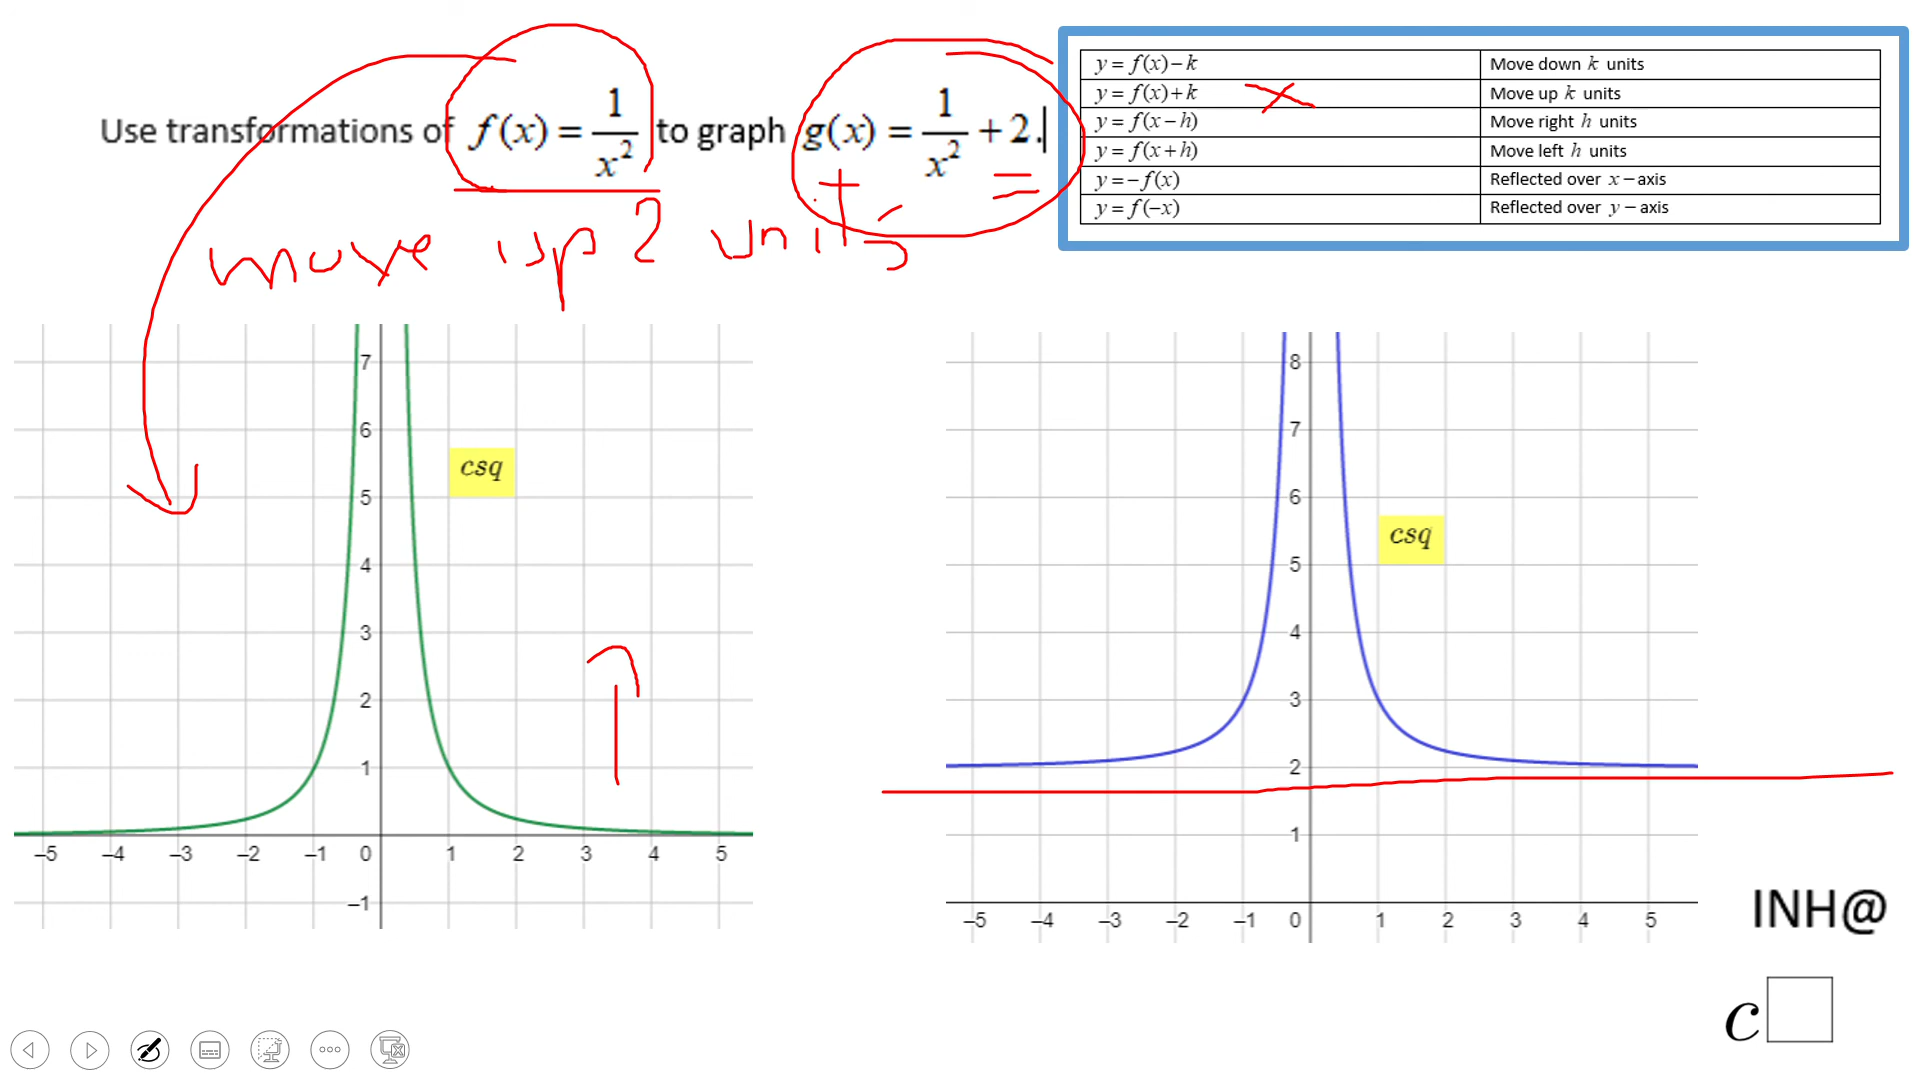 Use transformations of f(x) = 1/x² to graph g(x) = 1/x² + 2.
y = f(x) − k Move down k units
y = f(x) + k Move up k units
y = f(x − h) Move right h units
y = f(x + h) Move left h units
y = −f(x) Reflected over x − axis
y = f(−x) Reflected over y − axis
move up 2 units
7
6
5
4
3
2
1
−1
−5 −4 −3 −2 −1 0 1 2 3 4 5
csq
8
7
6
5
4
3
2
1
−5 −4 −3 −2 −1 0 1 2 3 4 5
csq
INH@
c